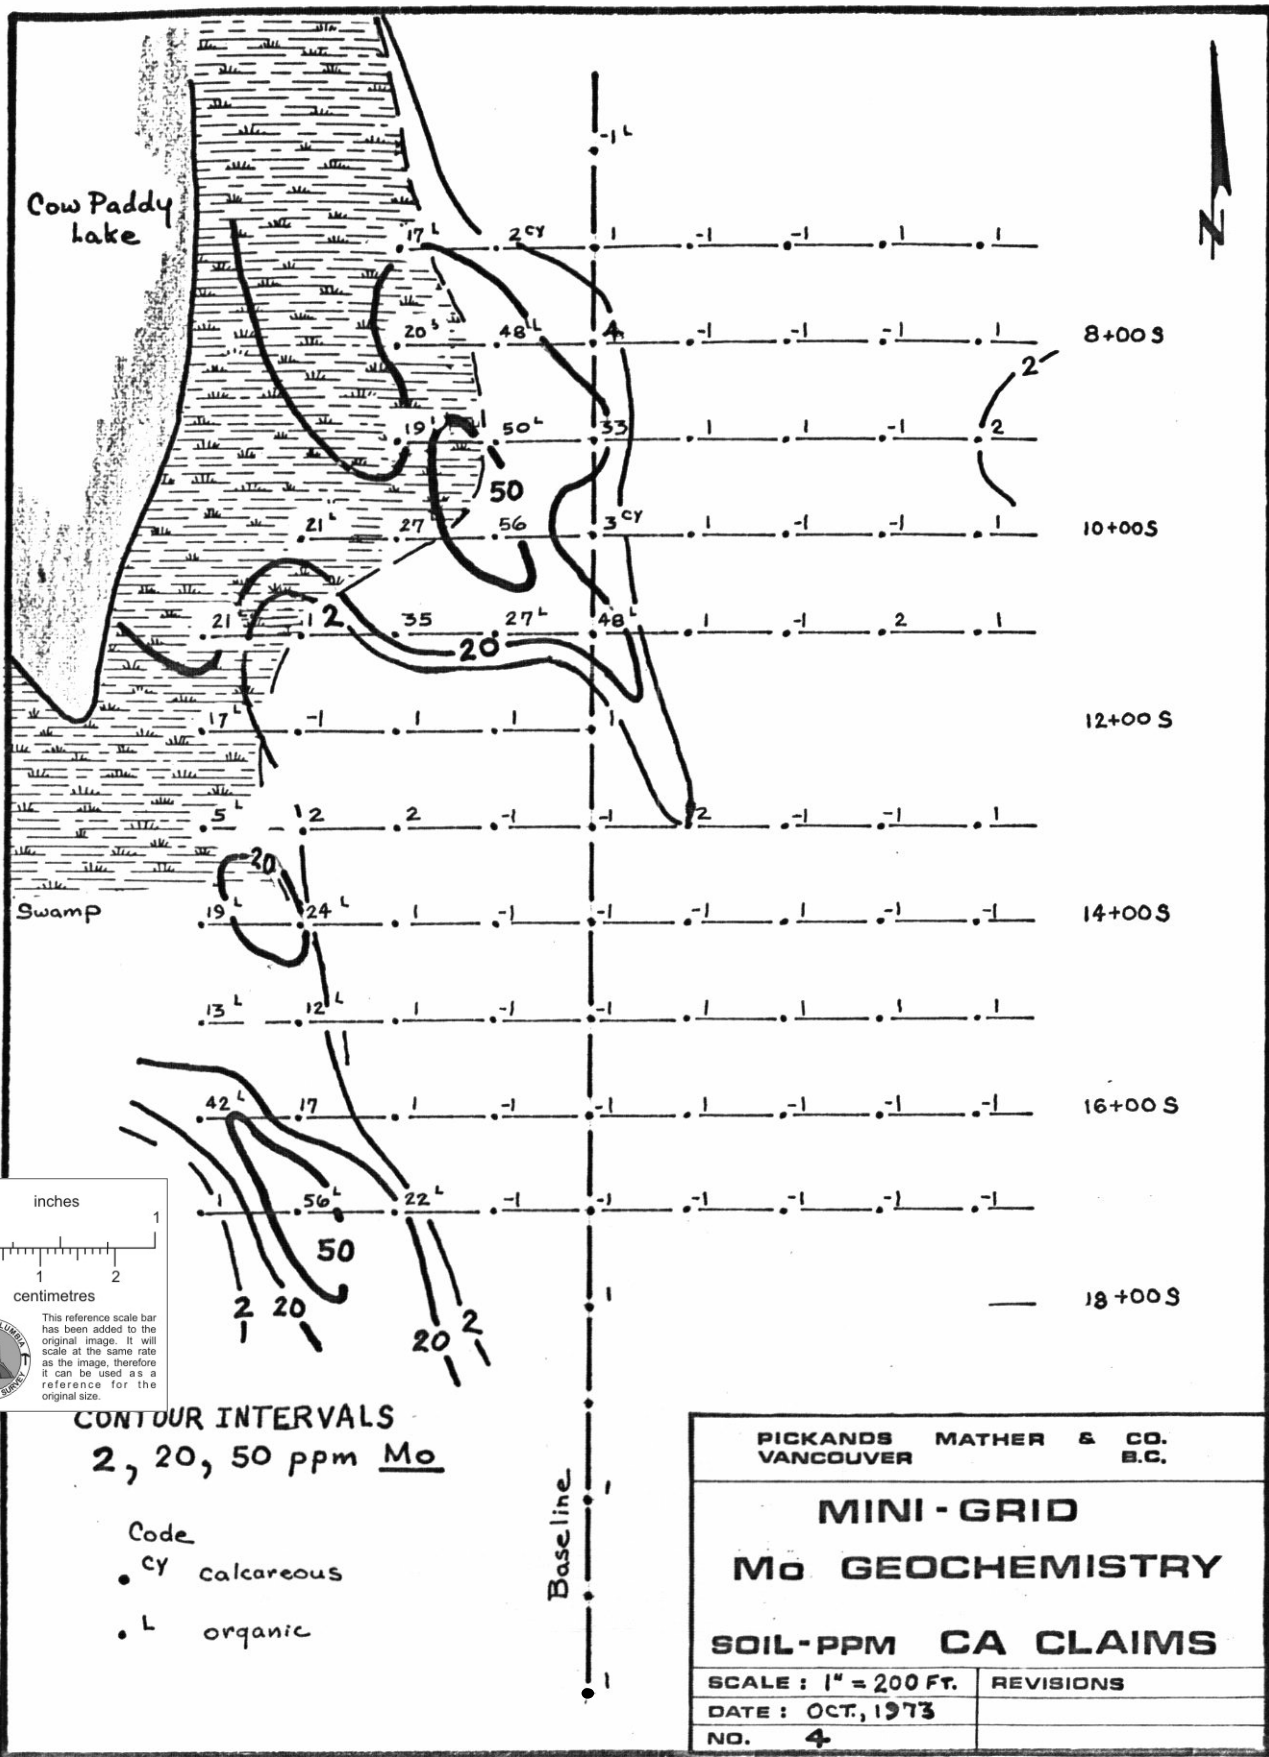 -1 L
Cow Paddy
Lake
17 L 2 CY 1 -1 -1 1 1
N
20 S 48 L 4 -1 -1 -1 1 8+00 S
2
19 50 L 33 1 1 -1 2
50
21 L 27 L 56 3 CY 1 -1 -1 1 10+00S
21 L 1 2 35 27 L 48 L 1 -1 2 1
20
17 L -1 1 1 1 12+00 S
5 L 2 2 -1 -1 2 -1 -1 1
20
Swamp
19 L 24 L 1 -1 -1 -1 1 -1 -1 14+00S
13 L 12 L 1 -1 -1 1 1 1 1
42 L 17 1 -1 -1 1 -1 -1 -1 16+00 S
1 56 L 22 L -1 -1 -1 -1 -1 -1
50
2 20 1 18+00S
20 2
inches
1
1 2
centimetres
This reference scale bar
has been added to the
original image. It will
scale at the same rate
as the image, therefore
it can be used as a
reference for the
original size.
CONTOUR INTERVALS
2, 20, 50 ppm Mo
Code
CY calcareous
L organic
Baseline
1
1
PICKANDS MATHER & CO.
VANCOUVER B.C.
MINI-GRID
Mo GEOCHEMISTRY
SOIL-PPM CA CLAIMS
SCALE : 1" = 200 FT. REVISIONS
DATE : OCT., 1973
NO. 4